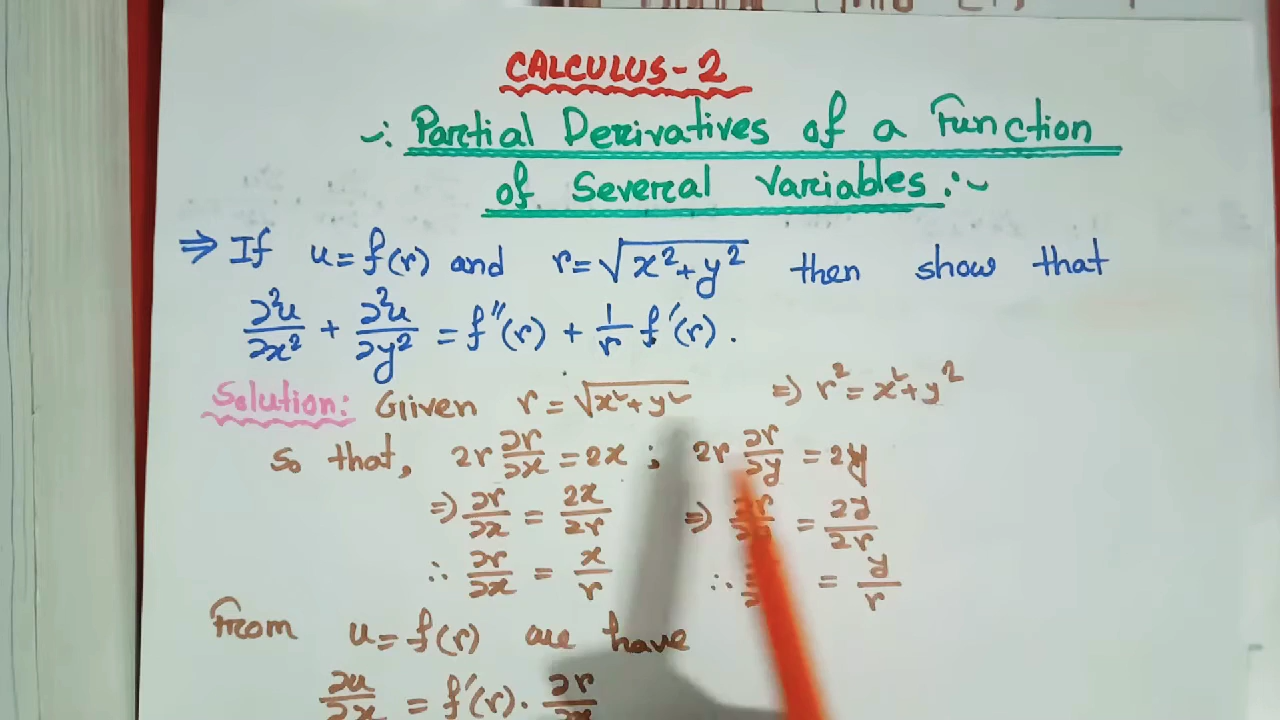 CALCULUS-2
∴ Partial Derivatives of a Function
of Several Variables :~
⇒ If u = f(r) and r = √(x²+y²) then show that
∂²u/∂x² + ∂²u/∂y² = f''(r) + 1/r f'(r).
Solution: Given r = √(x²+y²) ⇒ r² = x²+y²
So that, 2r ∂r/∂x = 2x ; 2r ∂r/∂y = 2y
⇒ ∂r/∂x = 2x/2r ⇒ ∂r = 2y/2r
∴ ∂r/∂x = x/r ∴ = y/r
From u = f(r) we have
∂u/∂x = f'(r) · ∂r/∂x